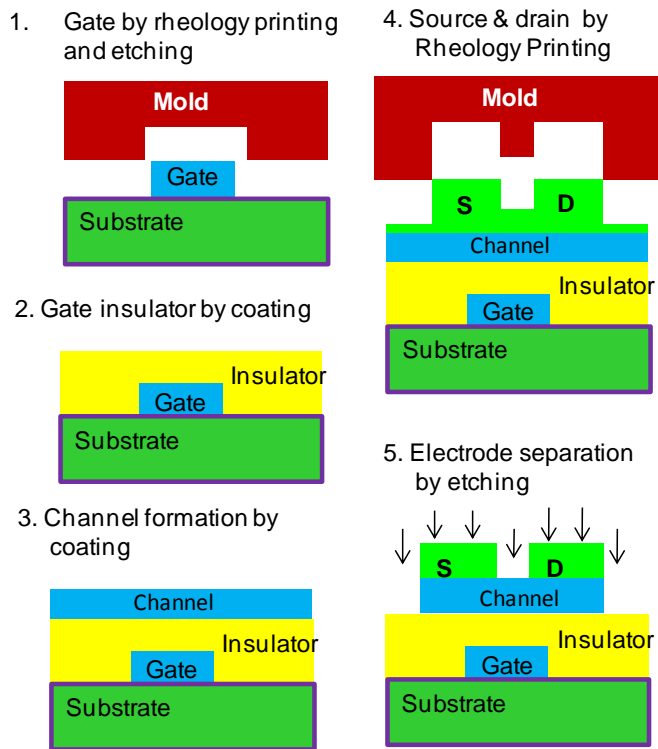 1. Gate by rheology printing
and etching
Mold
Gate
Substrate
2. Gate insulator by coating
Insulator
Gate
Substrate
3. Channel formation by
coating
Channel
Insulator
Gate
Substrate
4. Source & drain by
Rheology Printing
Mold
S D
Channel
Insulator
Gate
Substrate
5. Electrode separation
by etching
S D
Channel
Insulator
Gate
Substrate